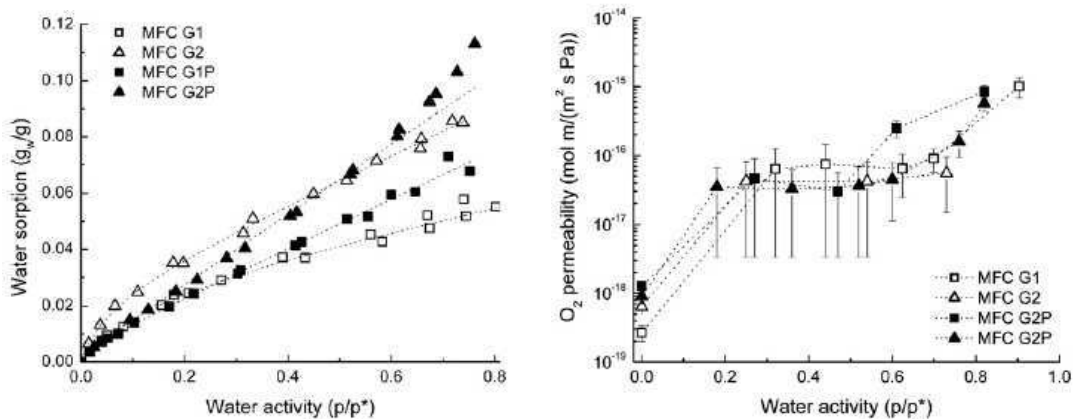 0.12
0.10
0.08
0.06
0.04
0.02
0.00
Water sorption (g_w/g)
MFC G1
MFC G2
MFC G1P
MFC G2P
0.0 0.2 0.4 0.6 0.8
Water activity (p/p*)
10⁻¹⁴
10⁻¹⁵
10⁻¹⁶
10⁻¹⁷
10⁻¹⁸
10⁻¹⁹
O₂ permeability (mol m/(m² s Pa))
MFC G1
MFC G2
MFC G2P
MFC G2P
0.0 0.2 0.4 0.6 0.8 1.0
Water activity (p/p*)